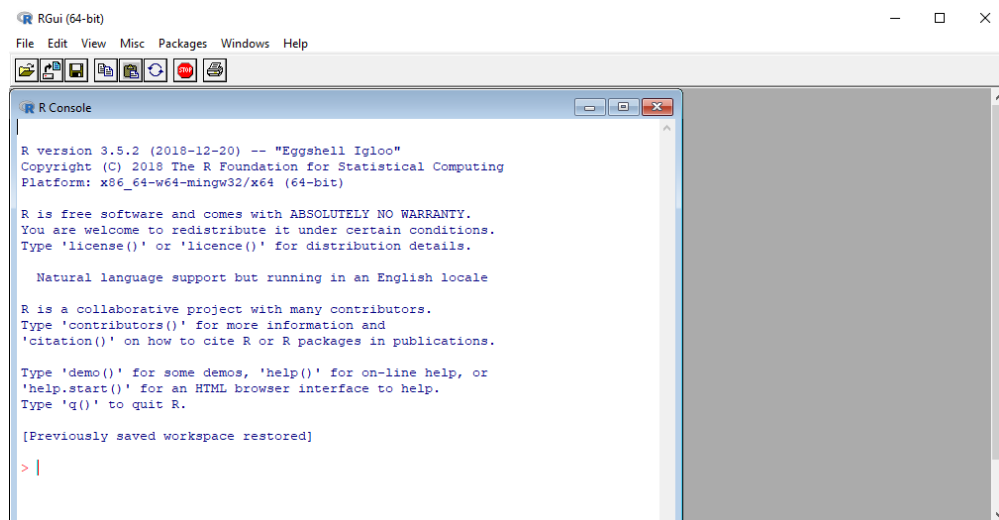 RGui (64-bit)
File Edit View Misc Packages Windows Help
STOP
R Console
R version 3.5.2 (2018-12-20) -- "Eggshell Igloo"
Copyright (C) 2018 The R Foundation for Statistical Computing
Platform: x86_64-w64-mingw32/x64 (64-bit)
R is free software and comes with ABSOLUTELY NO WARRANTY.
You are welcome to redistribute it under certain conditions.
Type 'license()' or 'licence()' for distribution details.
Natural language support but running in an English locale
R is a collaborative project with many contributors.
Type 'contributors()' for more information and
'citation()' on how to cite R or R packages in publications.
Type 'demo()' for some demos, 'help()' for on-line help, or
'help.start()' for an HTML browser interface to help.
Type 'q()' to quit R.
[Previously saved workspace restored]
>